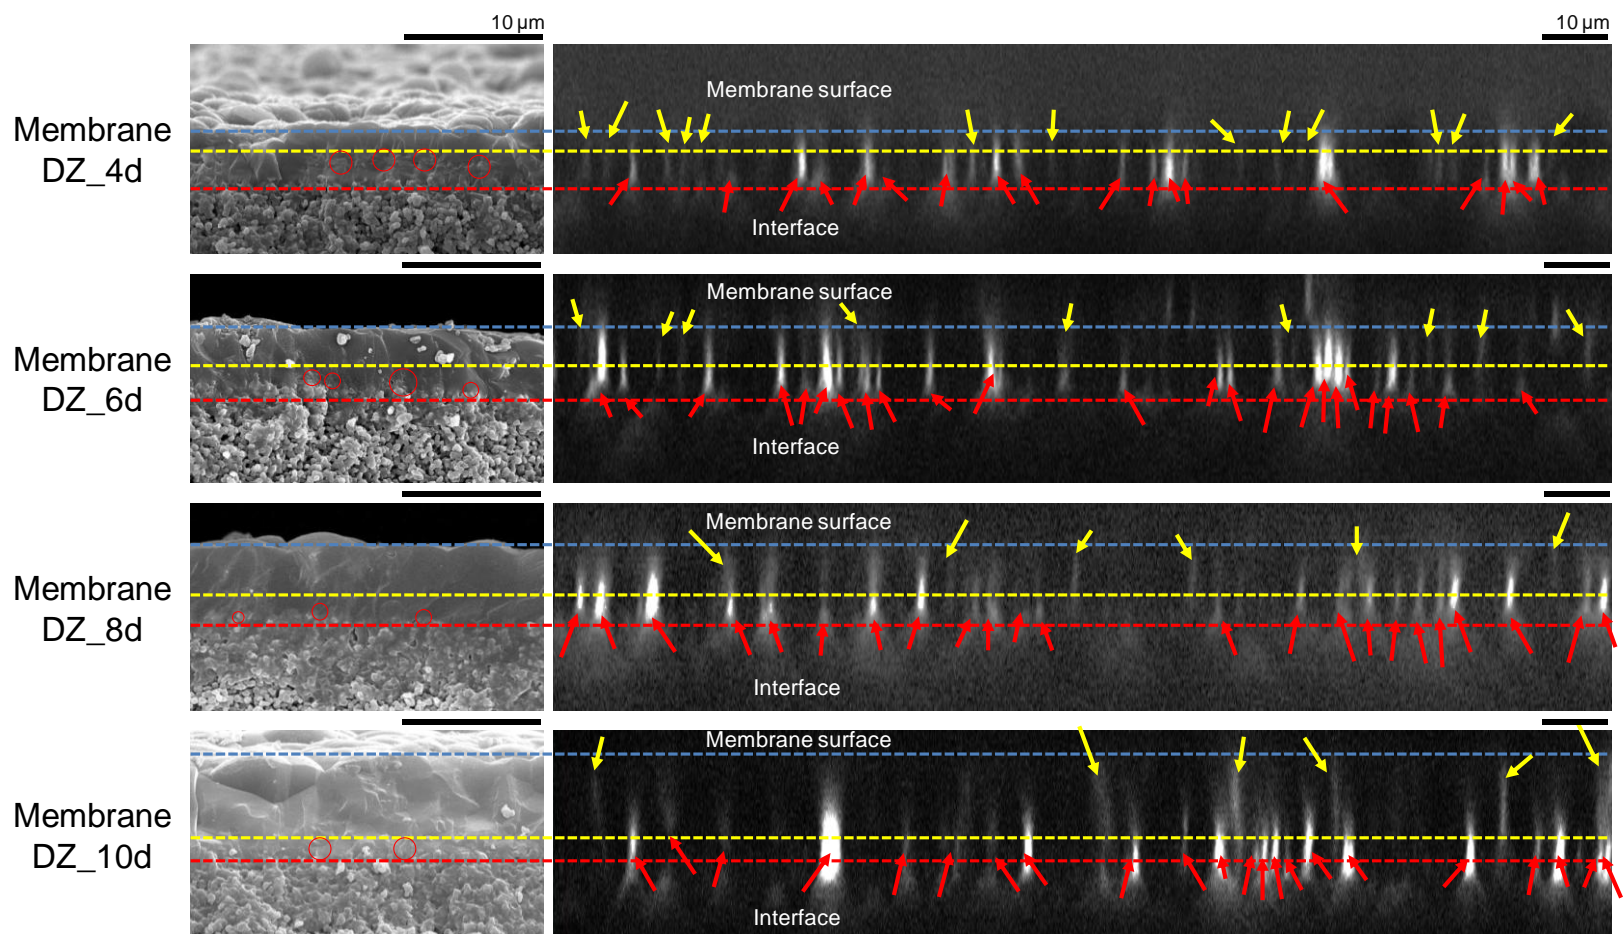 10 µm
10 µm
Membrane
DZ_4d
Membrane surface
Interface
Membrane
DZ_6d
Membrane surface
Interface
Membrane
DZ_8d
Membrane surface
Interface
Membrane
DZ_10d
Membrane surface
Interface